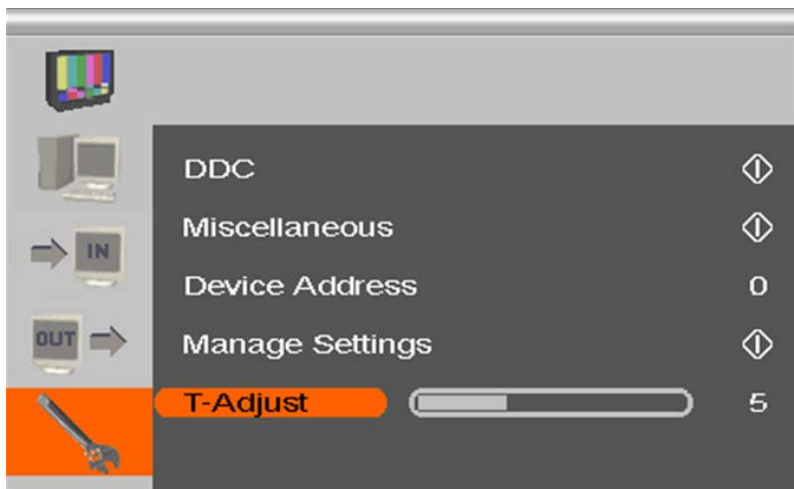 DDC
Miscellaneous
IN
Device Address 0
OUT
Manage Settings
T-Adjust 5